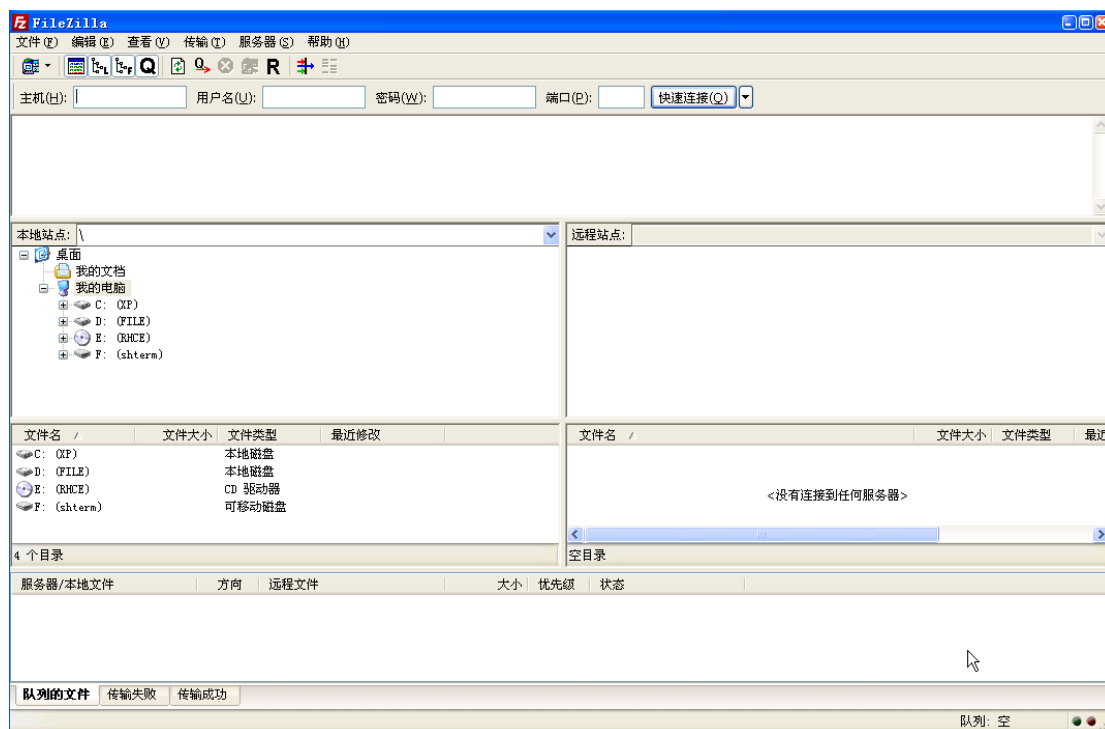 FileZilla
文件(F) 编辑(E) 查看(V) 传输(T) 服务器(S) 帮助(H)
主机(H): 用户名(U): 密码(W): 端口(P): 快速连接(Q)
本地站点: \
远程站点:
桌面
我的文档
我的电脑
C: (XP)
D: (FILE)
E: (RHCE)
F: (shterm)
文件名 文件大小 文件类型 最近修改
C: (XP) 本地磁盘
D: (FILE) 本地磁盘
E: (RHCE) CD 驱动器
F: (shterm) 可移动磁盘
4 个目录
文件名 文件大小 文件类型 最近
<没有连接到任何服务器>
空目录
服务器/本地文件 方向 远程文件 大小 优先级 状态
队列的文件 传输失败 传输成功
队列: 空